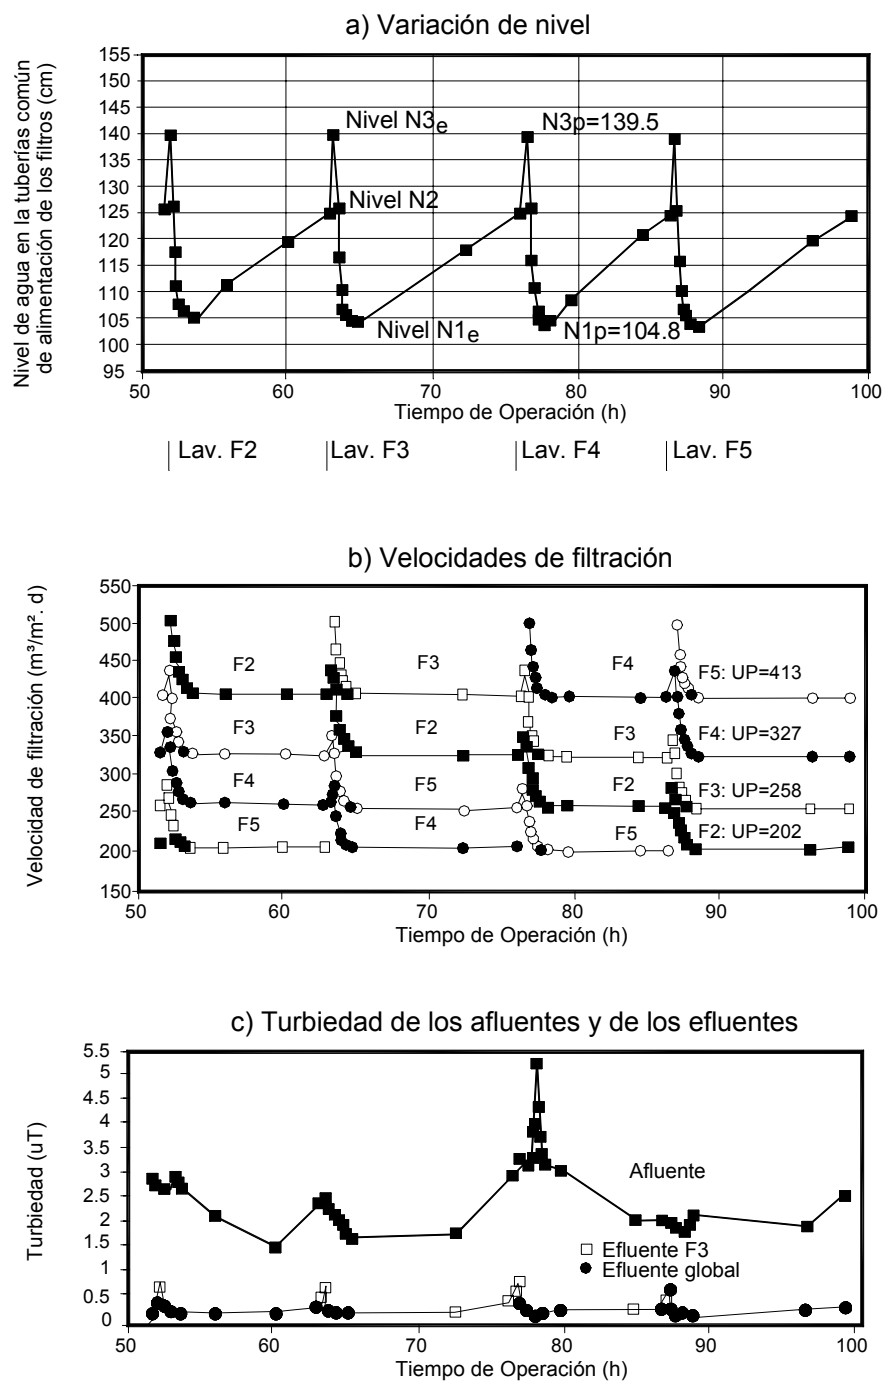 a) Variación de nivel
Nivel de agua en la tuberías común
de alimentación de los filtros (cm)
155
150
145
140
135
130
125
120
115
110
105
100
95
Nivel N3e
N3p=139.5
Nivel N2
Nivel N1e
N1p=104.8
50 60 70 80 90 100
Tiempo de Operación (h)
Lav. F2 Lav. F3 Lav. F4 Lav. F5
b) Velocidades de filtración
Velocidad de filtración (m³/m². d)
550
500
450
400
350
300
250
200
150
F2 F3 F4 F5: UP=413
F3 F2 F3 F4: UP=327
F4 F5 F2 F3: UP=258
F5 F4 F5 F2: UP=202
50 60 70 80 90 100
Tiempo de Operación (h)
c) Turbiedad de los afluentes y de los efluentes
Turbiedad (uT)
5.5
5
4.5
4
3.5
3
2.5
2
1.5
1
0.5
0
Afluente
Efluente F3
Efluente global
50 60 70 80 90 100
Tiempo de Operación (h)